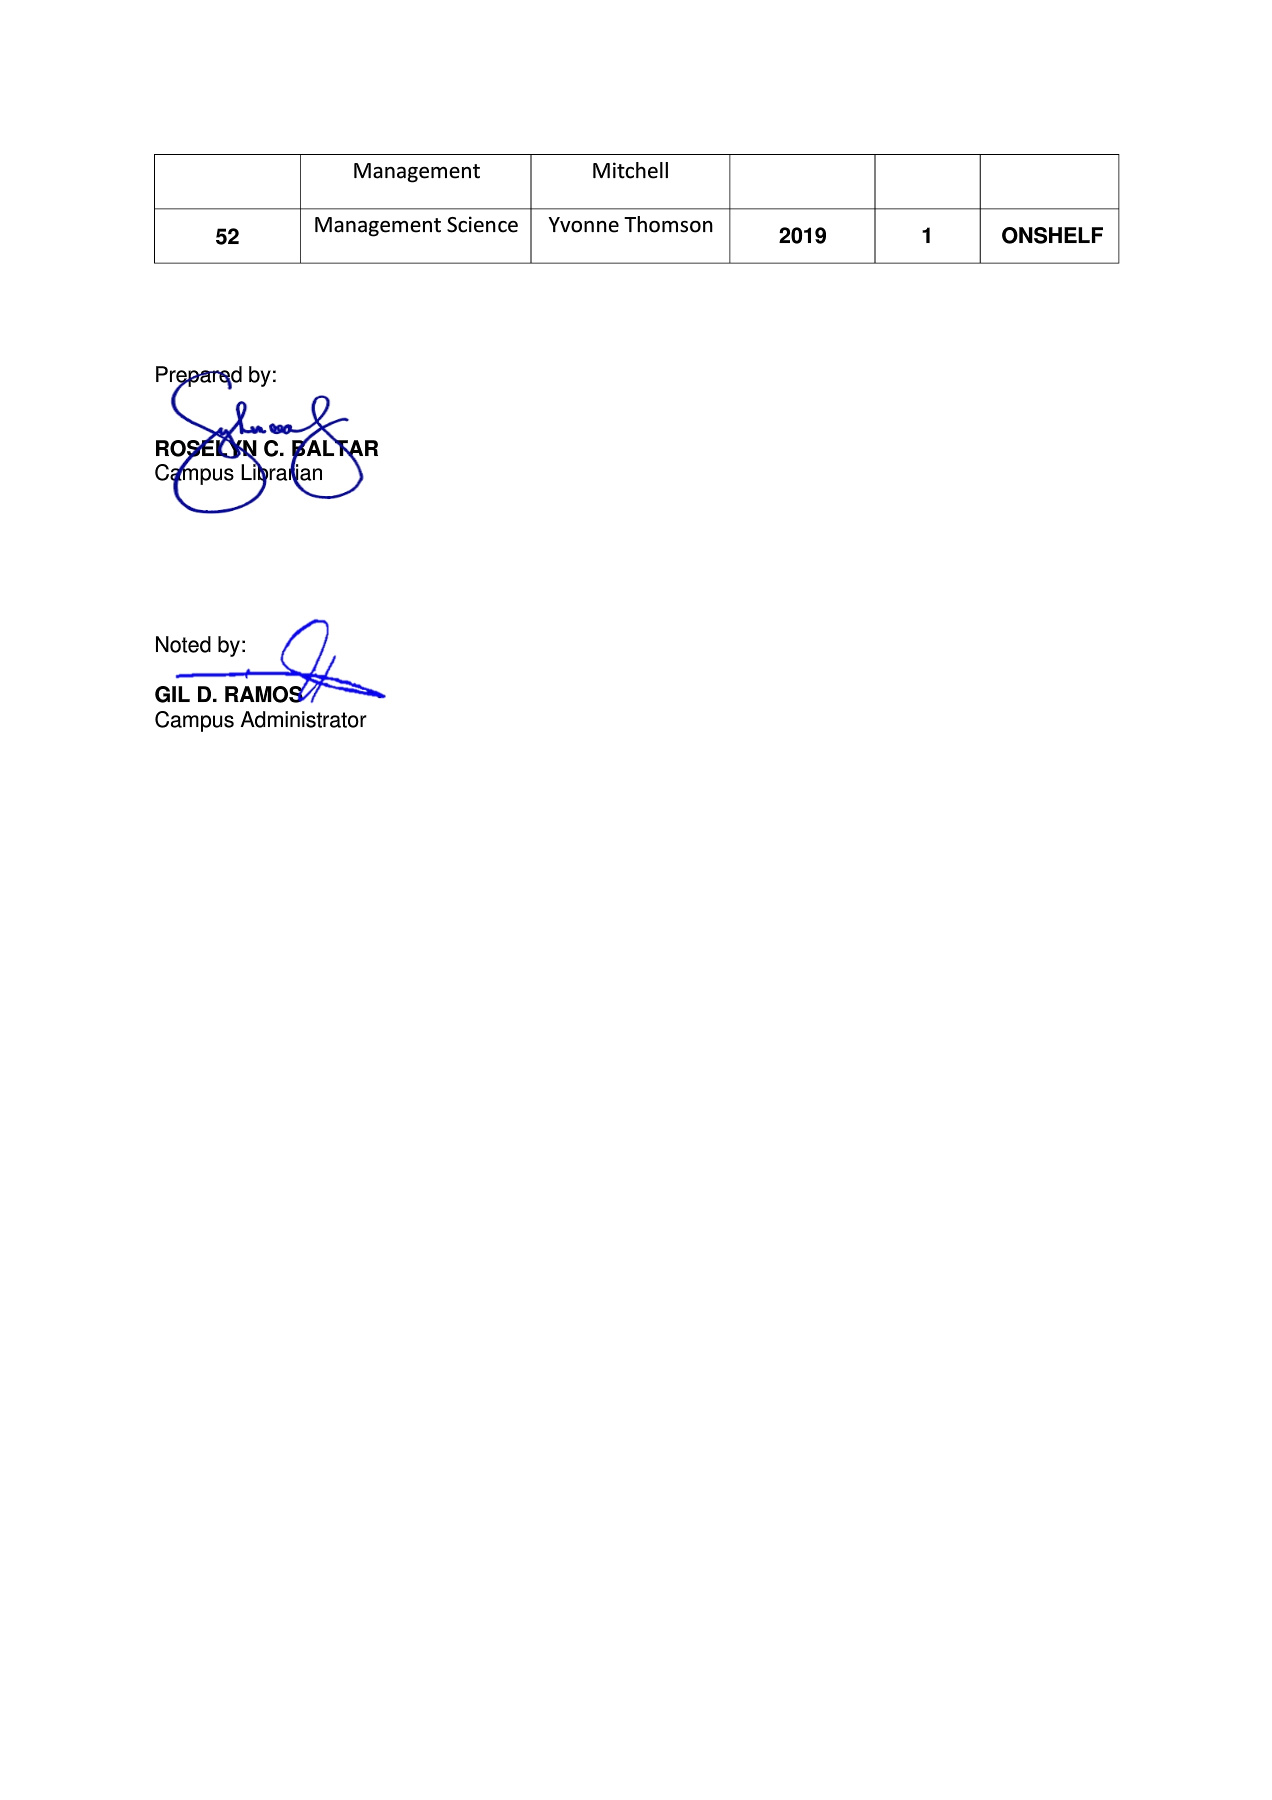 Management Mitchell
52 Management Science Yvonne Thomson 2019 1 ONSHELF
Prepared by:
ROSELYN C. BALTAR
Campus Librarian
Noted by:
GIL D. RAMOS
Campus Administrator